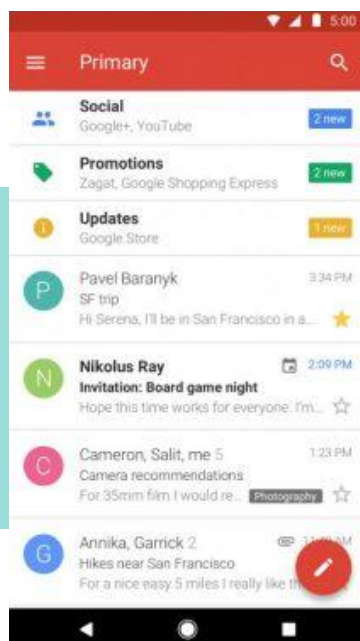 5:00
Primary
Social
Google+, YouTube
2 new
Promotions
Zagat, Google Shopping Express
2 new
Updates
Google Store
1 new
P
Pavel Baranyk
3:34 PM
SF trip
Hi Serena, I'll be in San Francisco in a...
N
Nikolus Ray
2:09 PM
Invitation: Board game night
Hope this time works for everyone. I'm...
C
Cameron, Salit, me 5
1:23 PM
Camera recommendations
For 35mm film I would re...
Photography
G
Annika, Garrick 2
AM
Hikes near San Francisco
For a nice easy 5 miles I really like